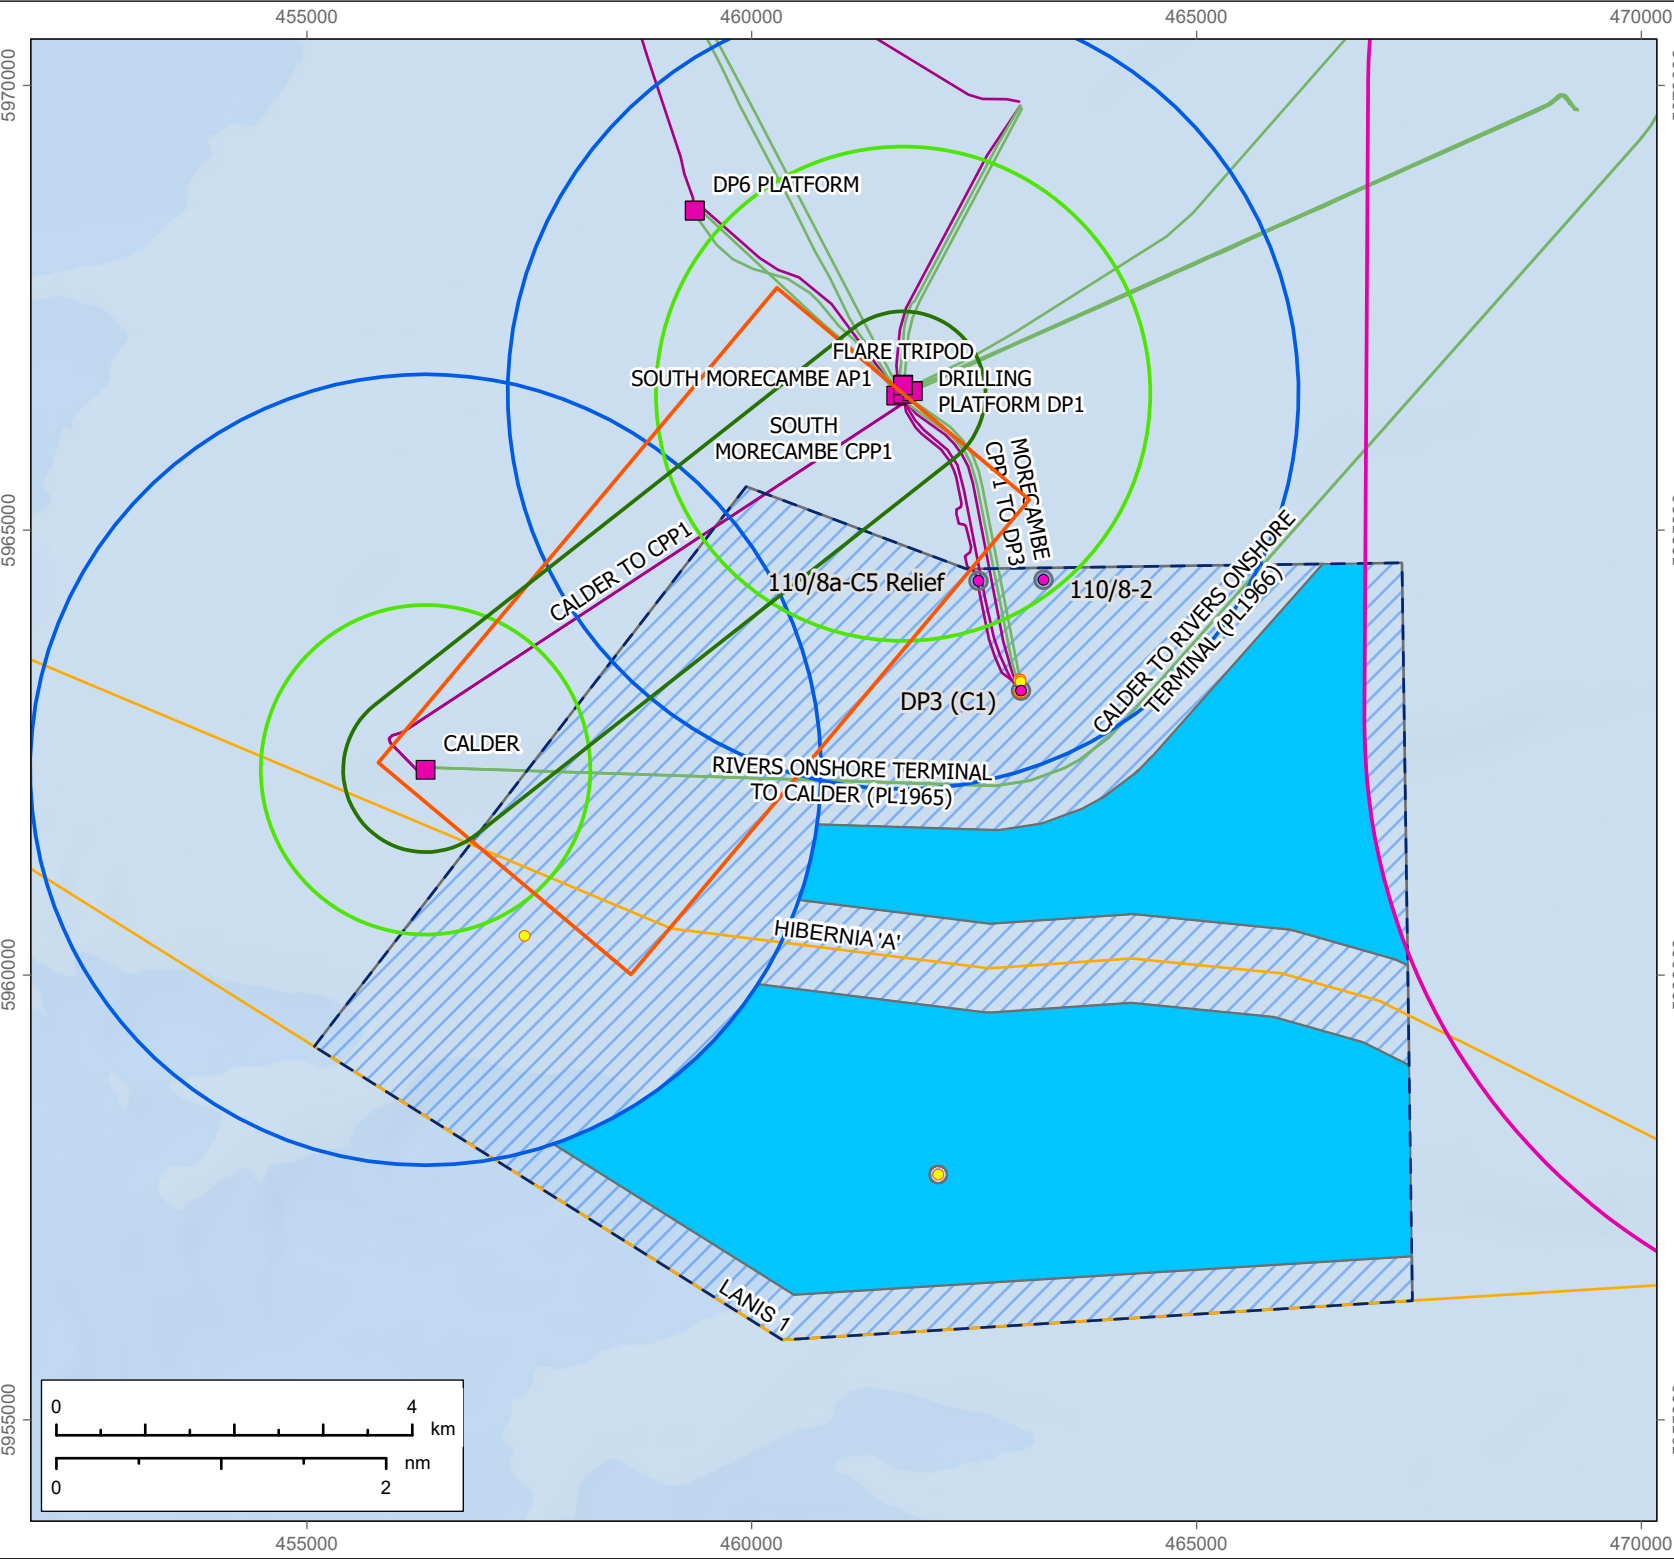 455000
460000
465000
470000
5970000
5965000
5960000
5955000
DP6 PLATFORM
FLARE TRIPOD
SOUTH MORECAMBE AP1
DRILLING
PLATFORM DP1
SOUTH
MORECAMBE CPP1
MORECAMBE
CPP1 TO DP3
CALDER TO CPP1
110/8a-C5 Relief
110/8-2
DP3 (C1)
CALDER TO RIVERS ONSHORE
TERMINAL (PL1966)
CALDER
RIVERS ONSHORE TERMINAL
TO CALDER (PL1965)
HIBERNIA 'A'
LANIS 1
0
4
km
nm
0
2
455000
460000
465000
470000